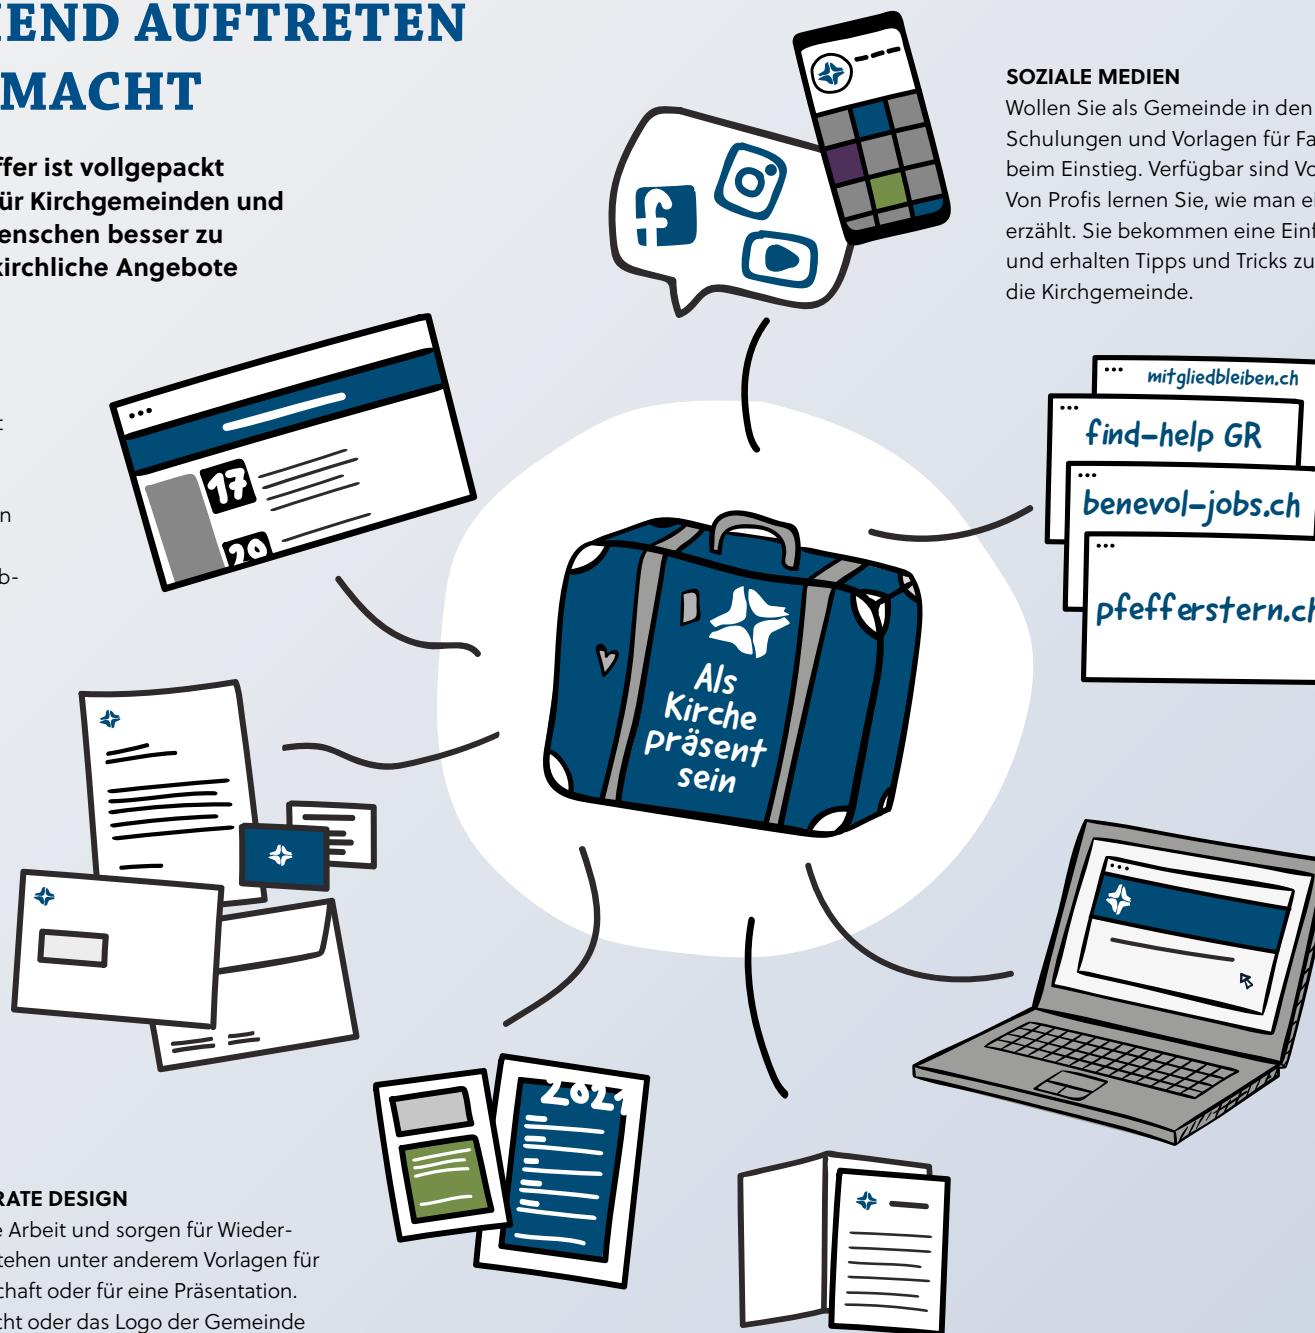 END AUFTRETEN
MACHT
ffer ist vollgepackt
für Kirchgemeinden und
enschen besser zu
kirchliche Angebote
SOZIALE MEDIEN
Wollen Sie als Gemeinde in den
Schulungen und Vorlagen für Fa
beim Einstieg. Verfügbar sind Vo
Von Profis lernen Sie, wie man e
erzählt. Sie bekommen eine Einf
und erhalten Tipps und Tricks zu
die Kirchgemeinde.
mitgliedbleiben.ch
find-help GR
benevol-jobs.ch
pfefferstern.ch
17
20
t
n
b-
Als
Kirche
präsent
sein
2021
RATE DESIGN
e Arbeit und sorgen für Wieder-
tehen unter anderem Vorlagen für
chaft oder für eine Präsentation.
cht oder das Logo der Gemeinde